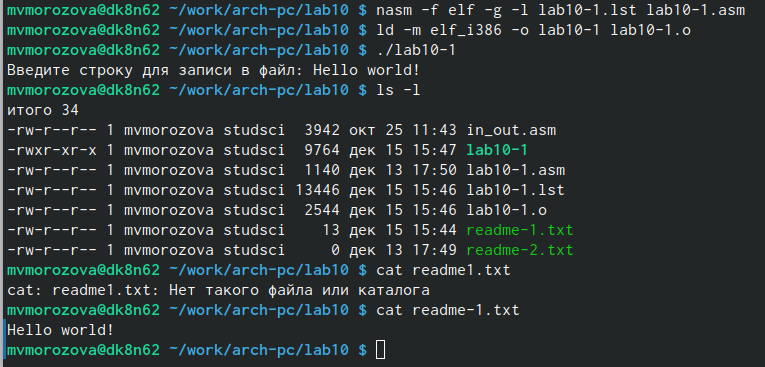 mvmorozova@dk8n62 ~/work/arch-pc/lab10 $ nasm -f elf -g -l lab10-1.lst lab10-1.asm
mvmorozova@dk8n62 ~/work/arch-pc/lab10 $ ld -m elf_i386 -o lab10-1 lab10-1.o
mvmorozova@dk8n62 ~/work/arch-pc/lab10 $ ./lab10-1
Введите строку для записи в файл: Hello world!
mvmorozova@dk8n62 ~/work/arch-pc/lab10 $ ls -l
итого 34
-rw-r--r-- 1 mvmorozova studsci  3942 окт 25 11:43 in_out.asm
-rwxr-xr-x 1 mvmorozova studsci  9764 дек 15 15:47 lab10-1
-rw-r--r-- 1 mvmorozova studsci  1140 дек 13 17:50 lab10-1.asm
-rw-r--r-- 1 mvmorozova studsci 13446 дек 15 15:46 lab10-1.lst
-rw-r--r-- 1 mvmorozova studsci  2544 дек 15 15:46 lab10-1.o
-rw-r--r-- 1 mvmorozova studsci    13 дек 15 15:44 readme-1.txt
-rw-r--r-- 1 mvmorozova studsci     0 дек 13 17:49 readme-2.txt
mvmorozova@dk8n62 ~/work/arch-pc/lab10 $ cat readme1.txt
cat: readme1.txt: Нет такого файла или каталога
mvmorozova@dk8n62 ~/work/arch-pc/lab10 $ cat readme-1.txt
Hello world!
mvmorozova@dk8n62 ~/work/arch-pc/lab10 $